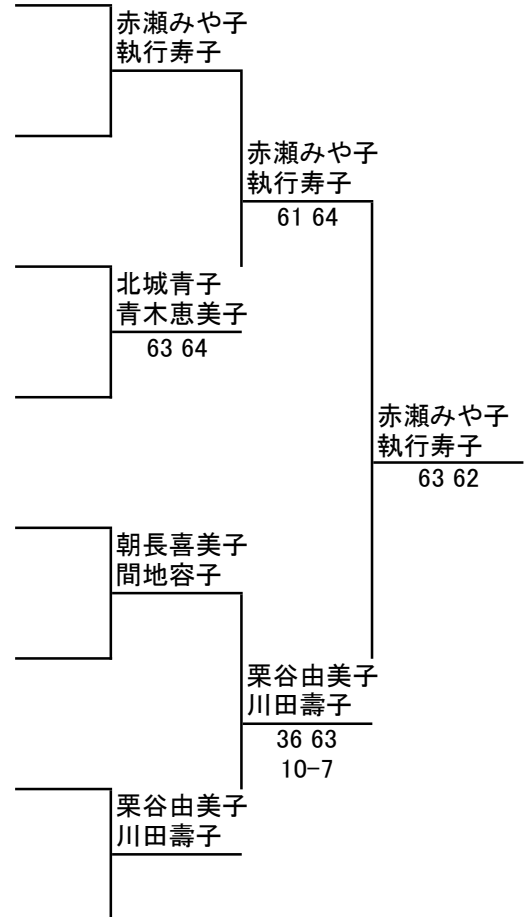 赤瀬みや子
執行寿子
赤瀬みや子
執行寿子
61 64
北城青子
青木恵美子
63 64
赤瀬みや子
執行寿子
63 62
朝長喜美子
間地容子
栗谷由美子
川田壽子
36 63
10-7
栗谷由美子
川田壽子